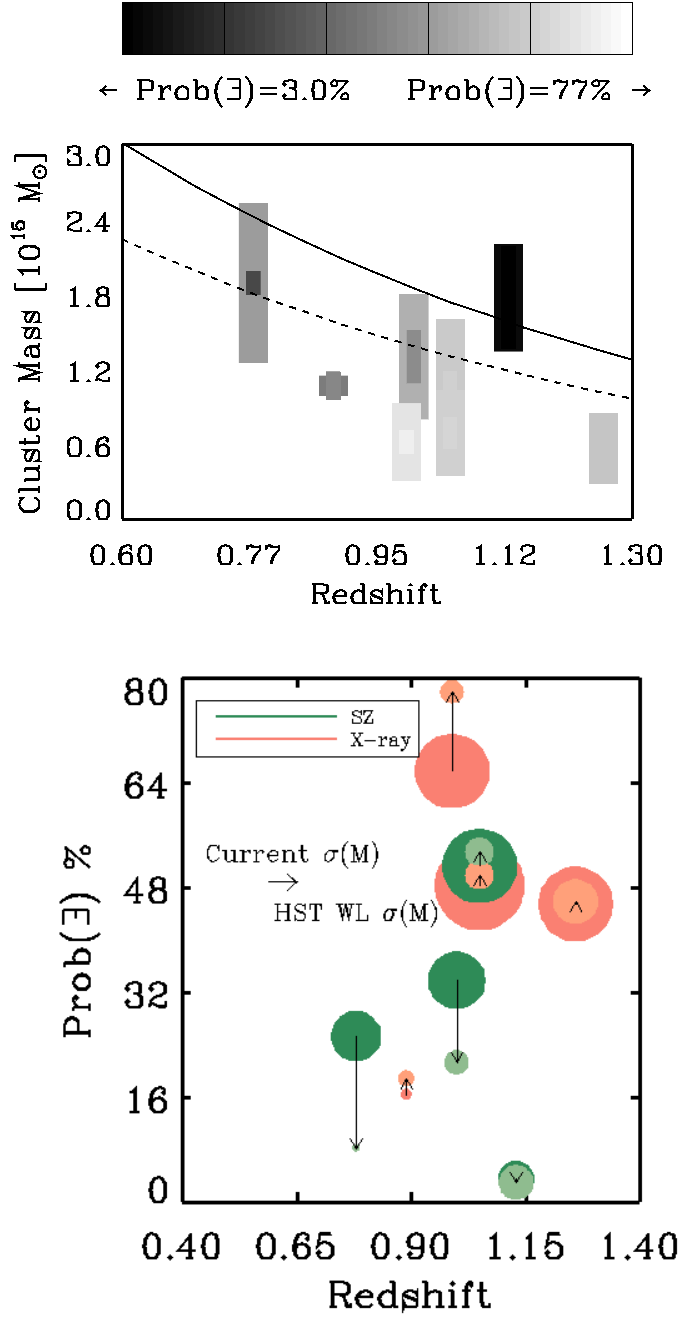 ← Prob(∃)=3.0% Prob(∃)=77% →
Cluster Mass [10¹⁵ M⊙]
3.0
2.4
1.8
1.2
0.6
0.0
0.60 0.77 0.95 1.12 1.30
Redshift
Prob(∃) %
80
64
48
32
16
0
SZ
X-ray
Current σ(M)
→
HST WL σ(M)
0.40 0.65 0.90 1.15 1.40
Redshift